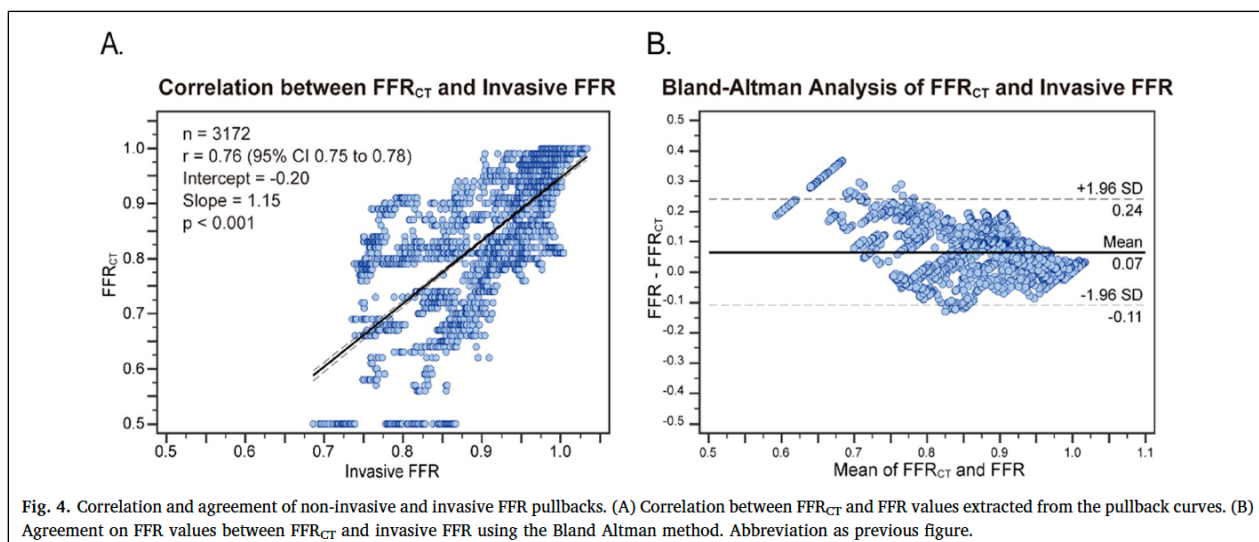 A.
Correlation between FFRCT and Invasive FFR
n = 3172
r = 0.76 (95% CI 0.75 to 0.78)
Intercept = -0.20
Slope = 1.15
p < 0.001
1.0
0.9
0.8
0.7
0.6
0.5
FFRCT
0.7
0.8
0.9
1.0
Invasive FFR
B.
Bland-Altman Analysis of FFRCT and Invasive FFR
0.5
0.4
0.3
0.2
0.10
0.0
-0.1
-0.2
-0.3
-0.4
-0.5
FFR - FFRCT
+1.96 SD
0.24
Mean
0.07
-1.96 SD
-0.11
0.5
0.6
0.7
0.8
0.9
1.0
1.1
Mean of FFRCT and FFR
Fig. 4. Correlation and agreement of non-invasive and invasive FFR pullbacks. (A) Correlation between FFRCT and FFR values extracted from the pullback curves. (B)
Agreement on FFR values between FFRCT and invasive FFR using the Bland Altman method. Abbreviation as previous figure.